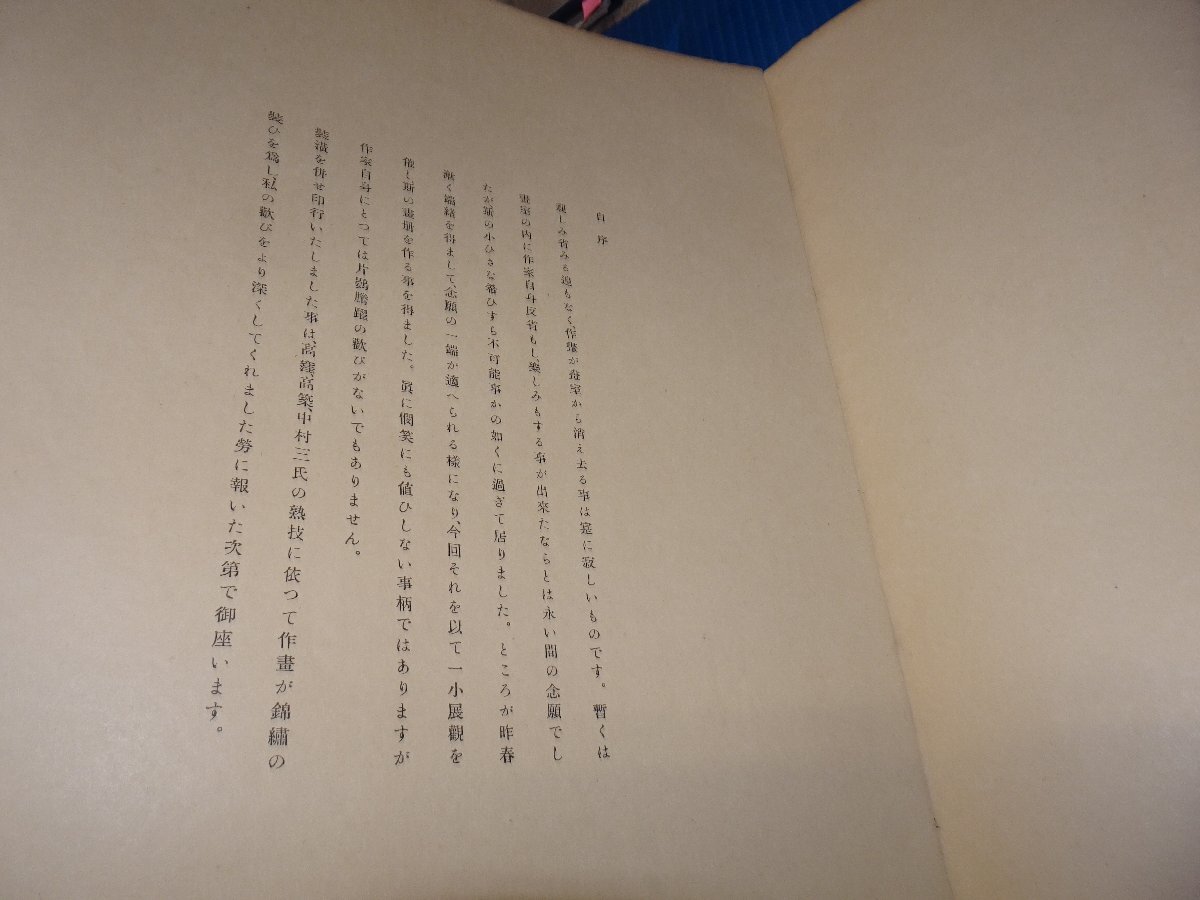 自序
親しみ省みる遑もなく、作畫が畫室から消え去る事は寔に寂しいものです。暫くは
畫室の內に作家自身反省もし、樂しみもする事が出來たならとは永い間の念願でし
たが、the小ひさな希ひすら不可能事かの如くに過ぎて居りました。ところが昨春
漸く端緒を得まして、念願の一端が適へられる樣になり、今回それを以て一小展觀を
催し斯の畫册を作る事を得ました。眞に憫笑にも値ひしない事柄ではありますが
作家自身にとつては片鷄の歡びがないでもありません。
裝潢を併せ印行いたしました事は、高築、中村三氏の熟技に依つて作畫が錦繡の
裝ひを爲し、私の歡びをより深くしてくれました勞に報いた次第で御座います。